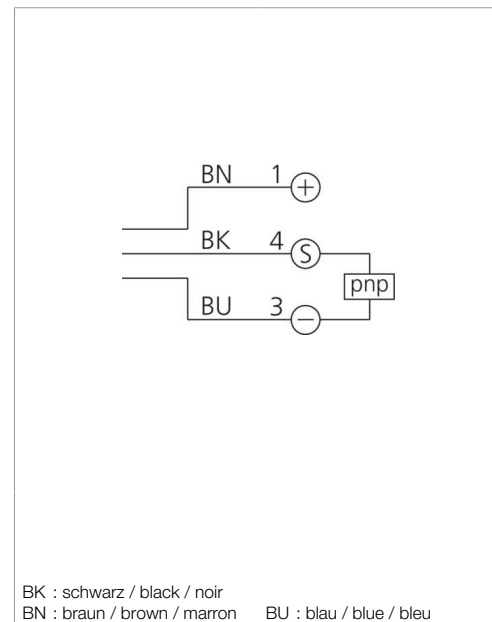 BN 1 +
BK 4 S
pnp
BU 3 −
BK : schwarz / black / noir
BN : braun / brown / marron BU : blau / blue / bleu